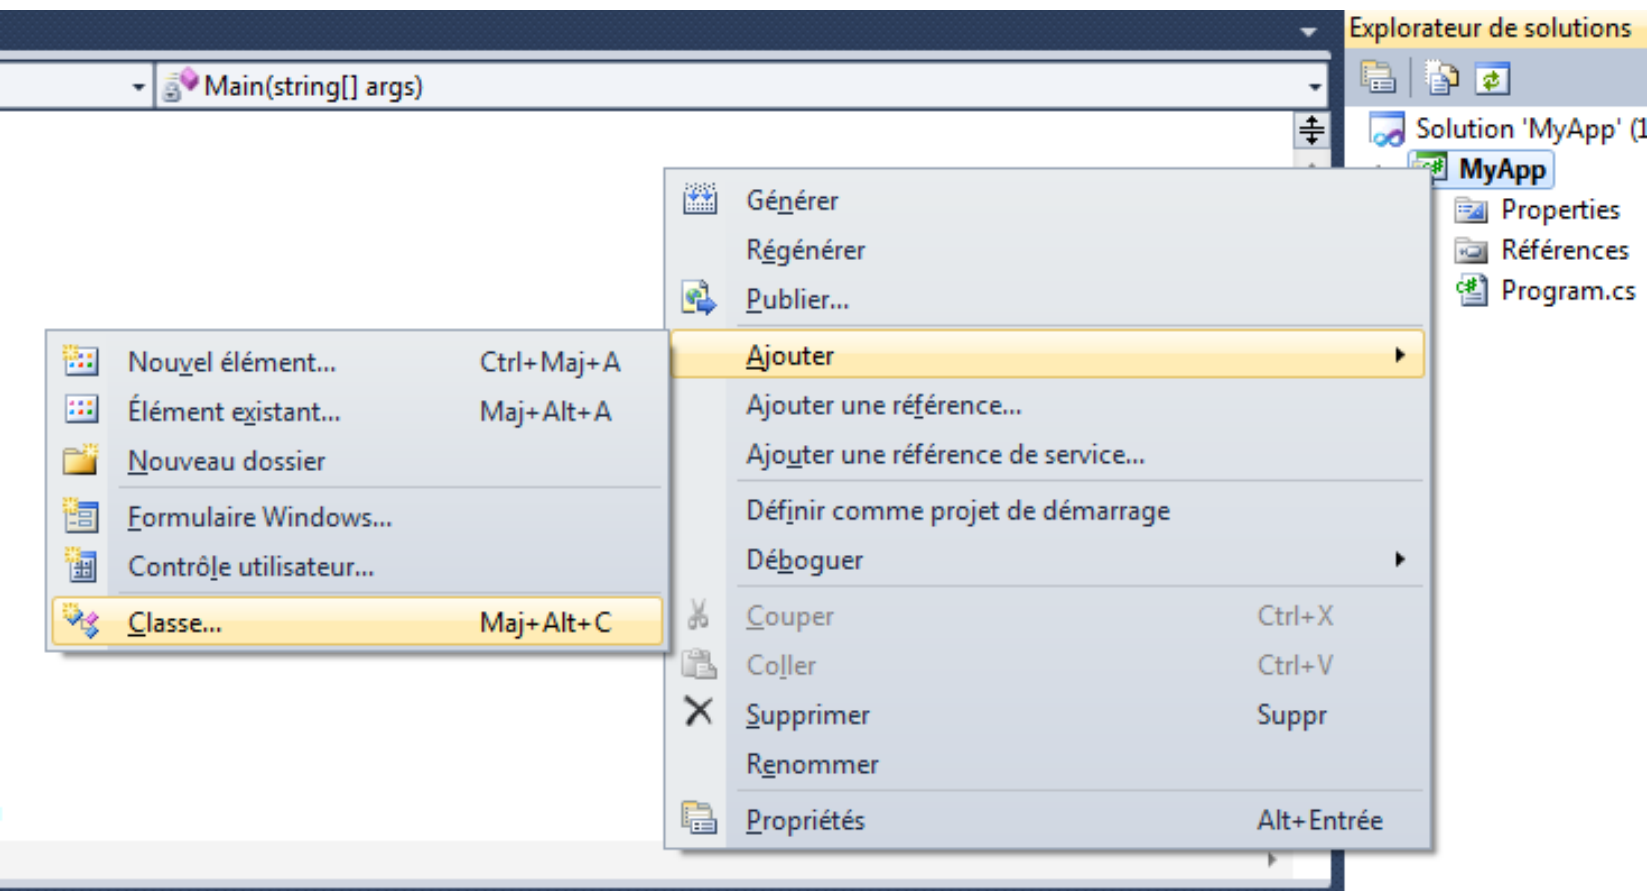 Explorateur de solutions
Main(string[] args)
Solution 'MyApp' (1
MyApp
Properties
Références
Program.cs
Générer
Régénérer
Publier...
Ajouter
Ajouter une référence...
Ajouter une référence de service...
Définir comme projet de démarrage
Déboguer
Couper Ctrl+X
Coller Ctrl+V
Supprimer Suppr
Renommer
Propriétés Alt+Entrée
Nouvel élément... Ctrl+Maj+A
Élément existant... Maj+Alt+A
Nouveau dossier
Formulaire Windows...
Contrôle utilisateur...
Classe... Maj+Alt+C